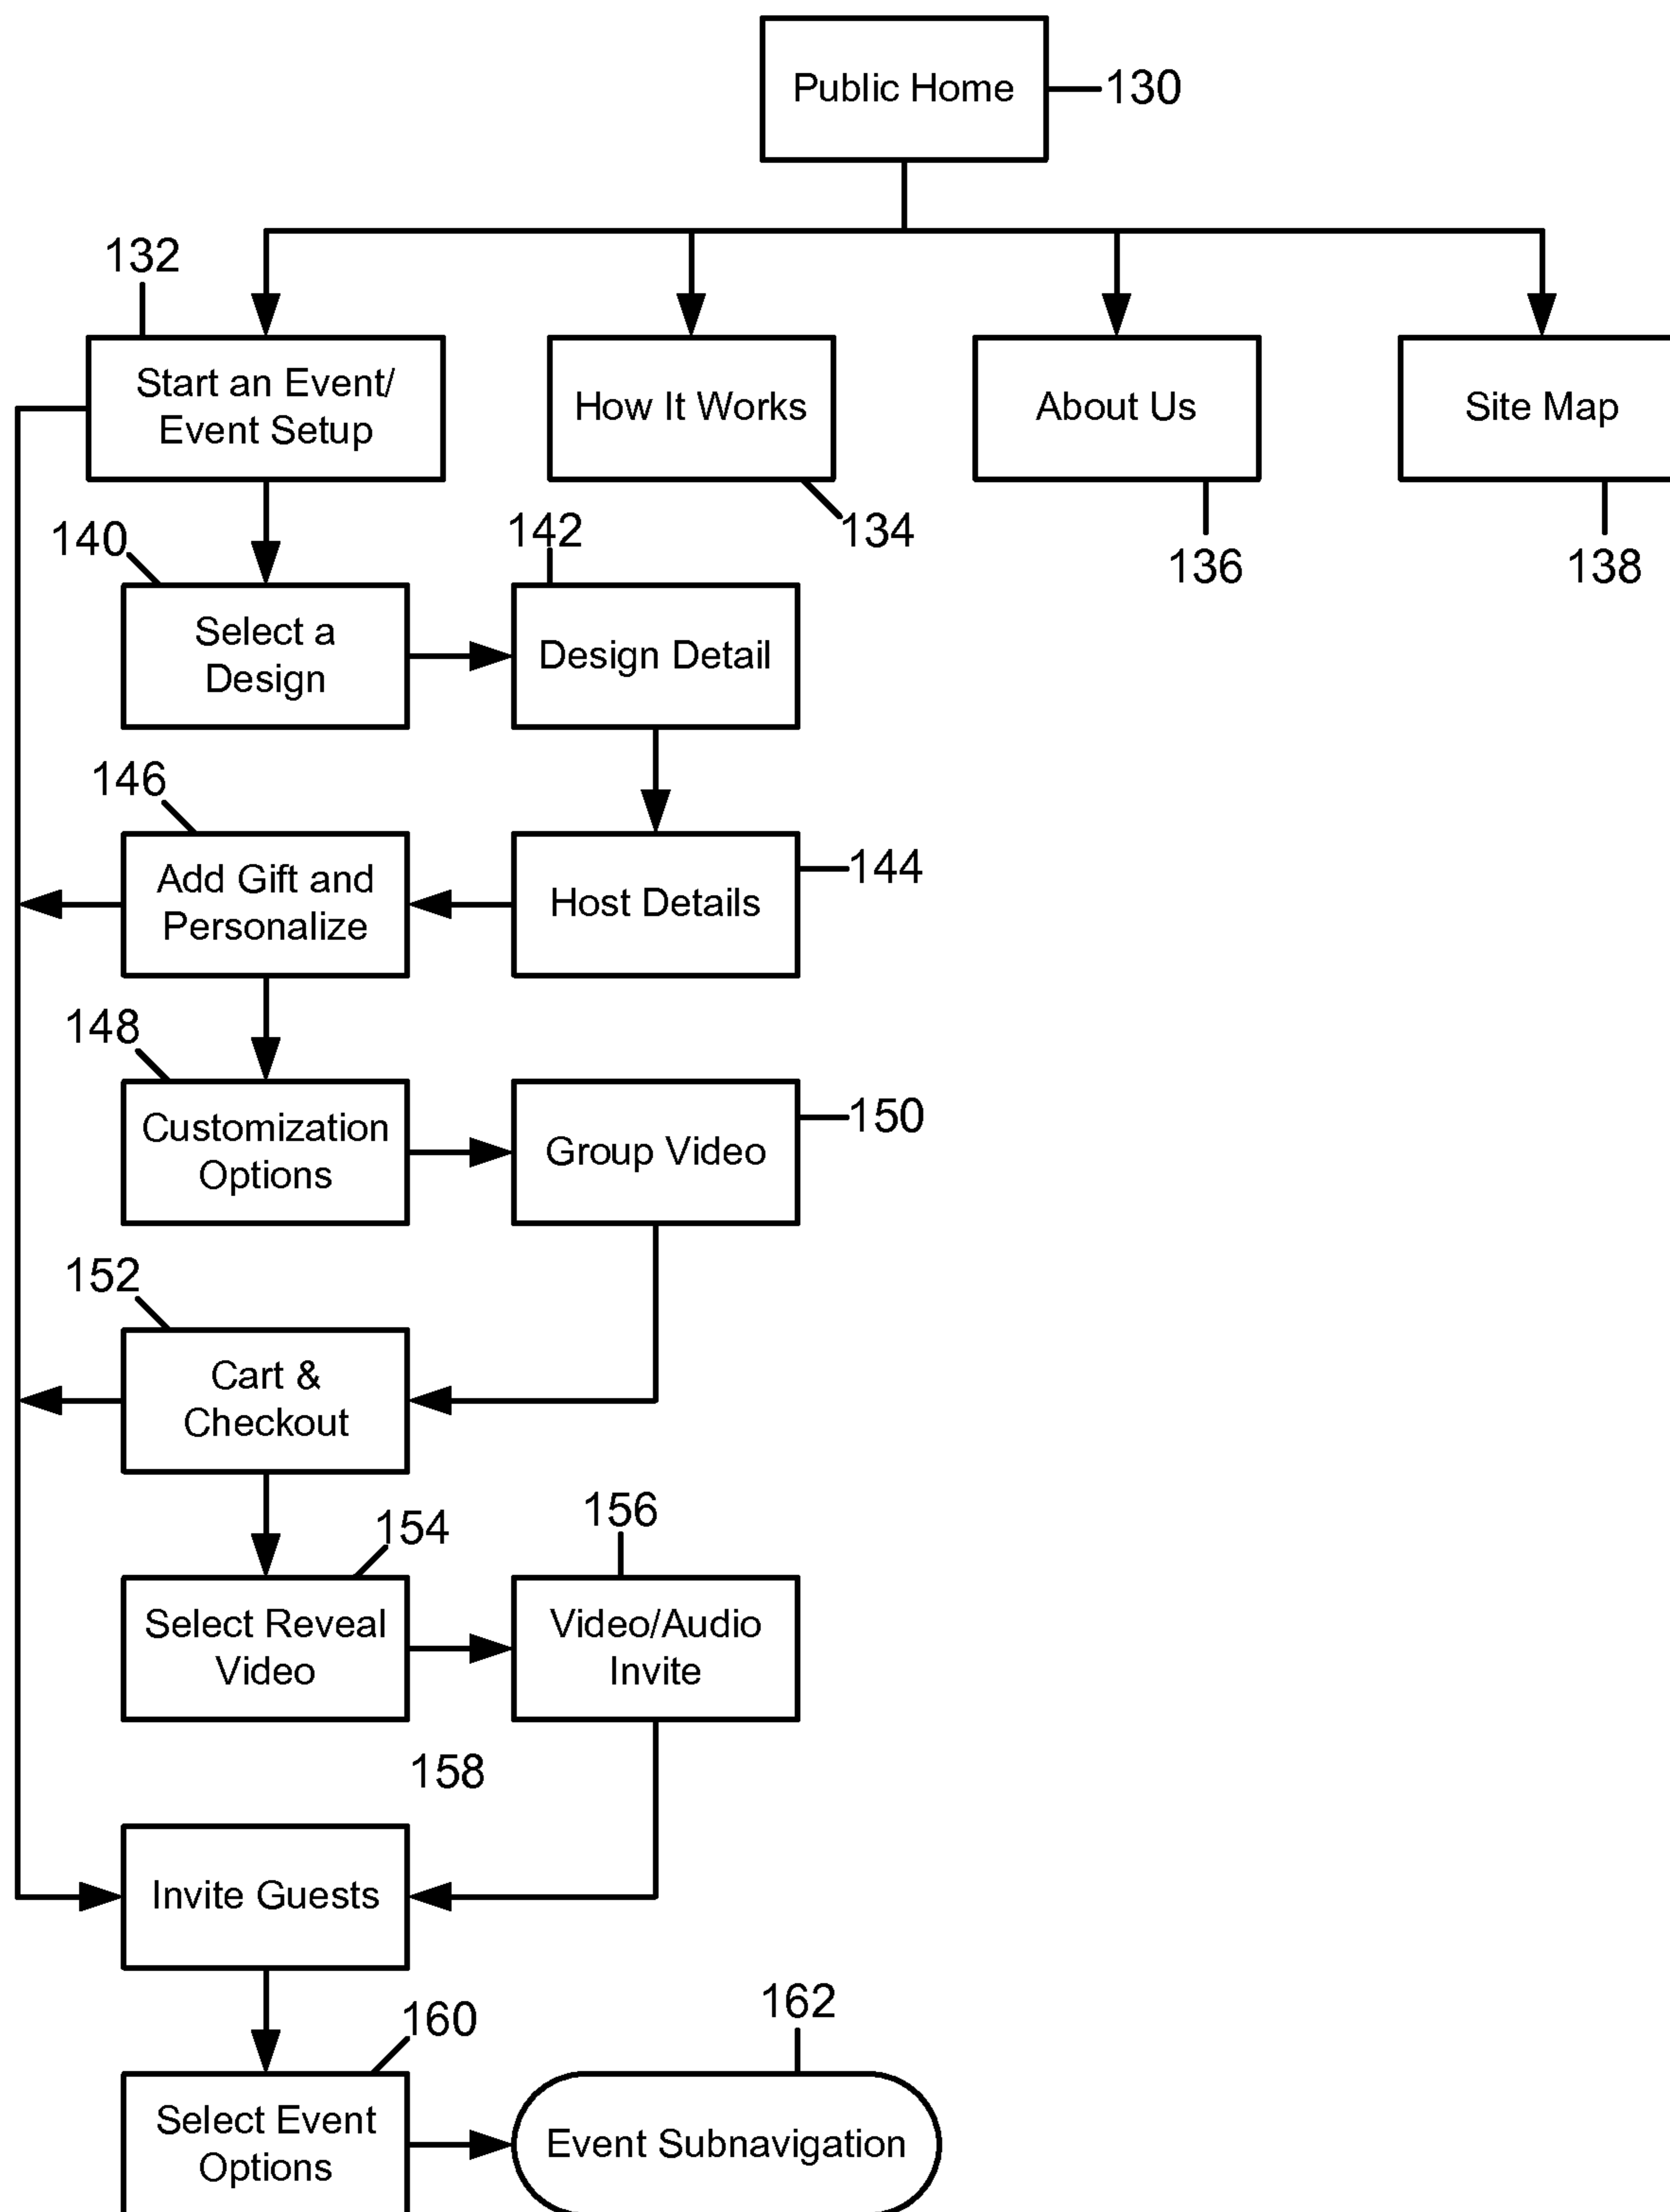 Public Home
130
132
Start an Event/
Event Setup
How It Works
About Us
Site Map
134
136
138
140
142
Select a
Design
Design Detail
146
144
Add Gift and
Personalize
Host Details
148
150
Customization
Options
Group Video
152
Cart &
Checkout
154
156
Select Reveal
Video
Video/Audio
Invite
158
Invite Guests
160
162
Select Event
Options
Event Subnavigation